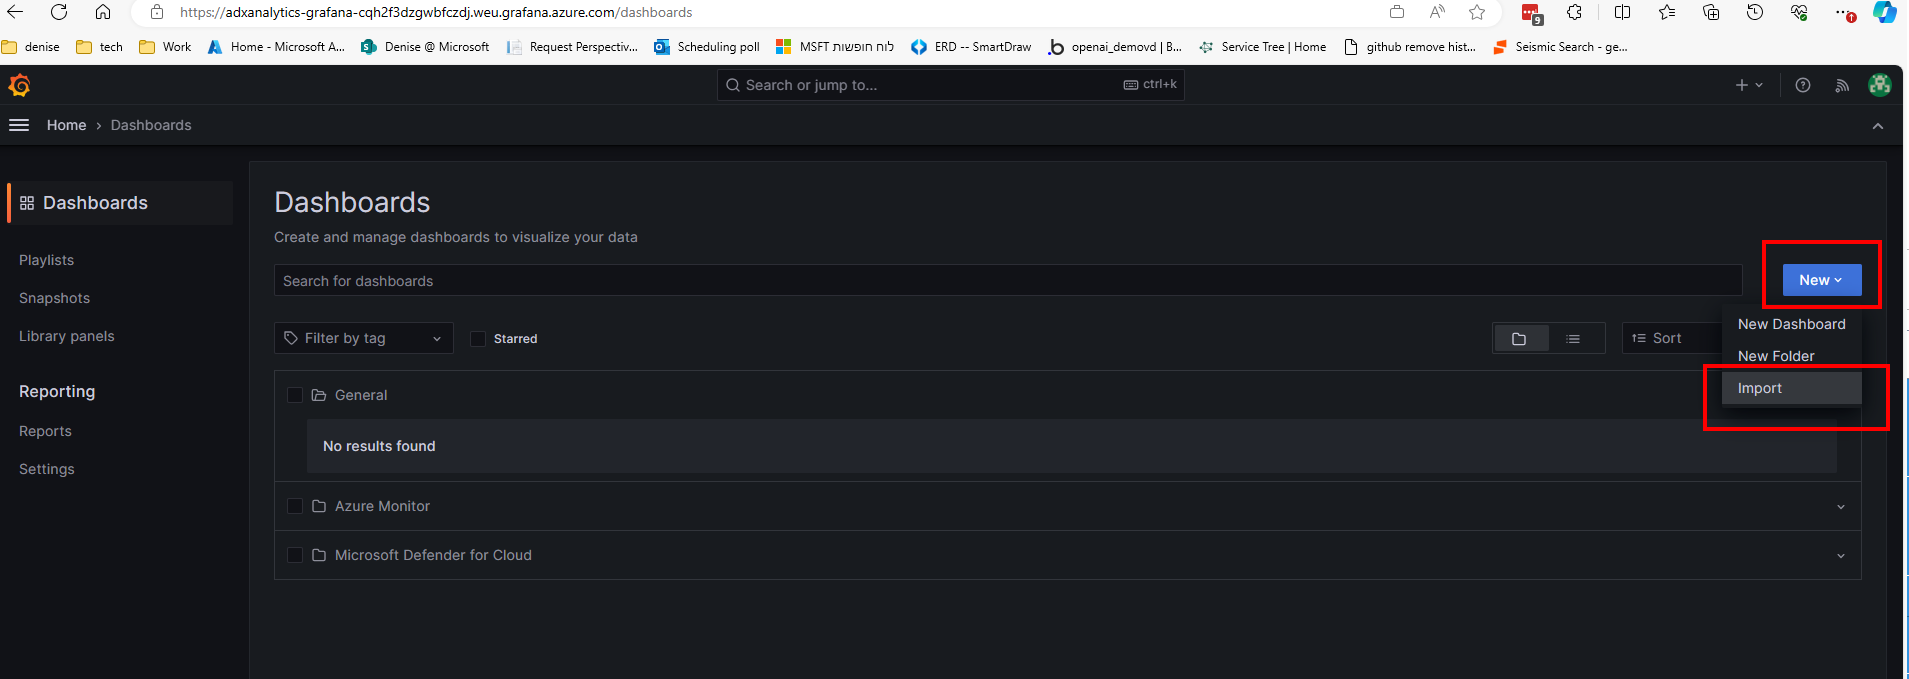 https://adxanalytics-grafana-cqh2f3dzgwbfczdj.weu.grafana.azure.com/dashboards
9
denise
tech
Work
Home - Microsoft A...
Denise @ Microsoft
Request Perspectiv...
Scheduling poll
MSFT לוח חופשות
ERD -- SmartDraw
openai_demovd | B...
Service Tree | Home
github remove hist...
Seismic Search - ge...
Search or jump to...
ctrl+k
Home › Dashboards
Dashboards
Playlists
Snapshots
Library panels
Reporting
Reports
Settings
Dashboards
Create and manage dashboards to visualize your data
Search for dashboards
New
New Dashboard
New Folder
Import
Filter by tag
Starred
Sort
General
No results found
Azure Monitor
Microsoft Defender for Cloud